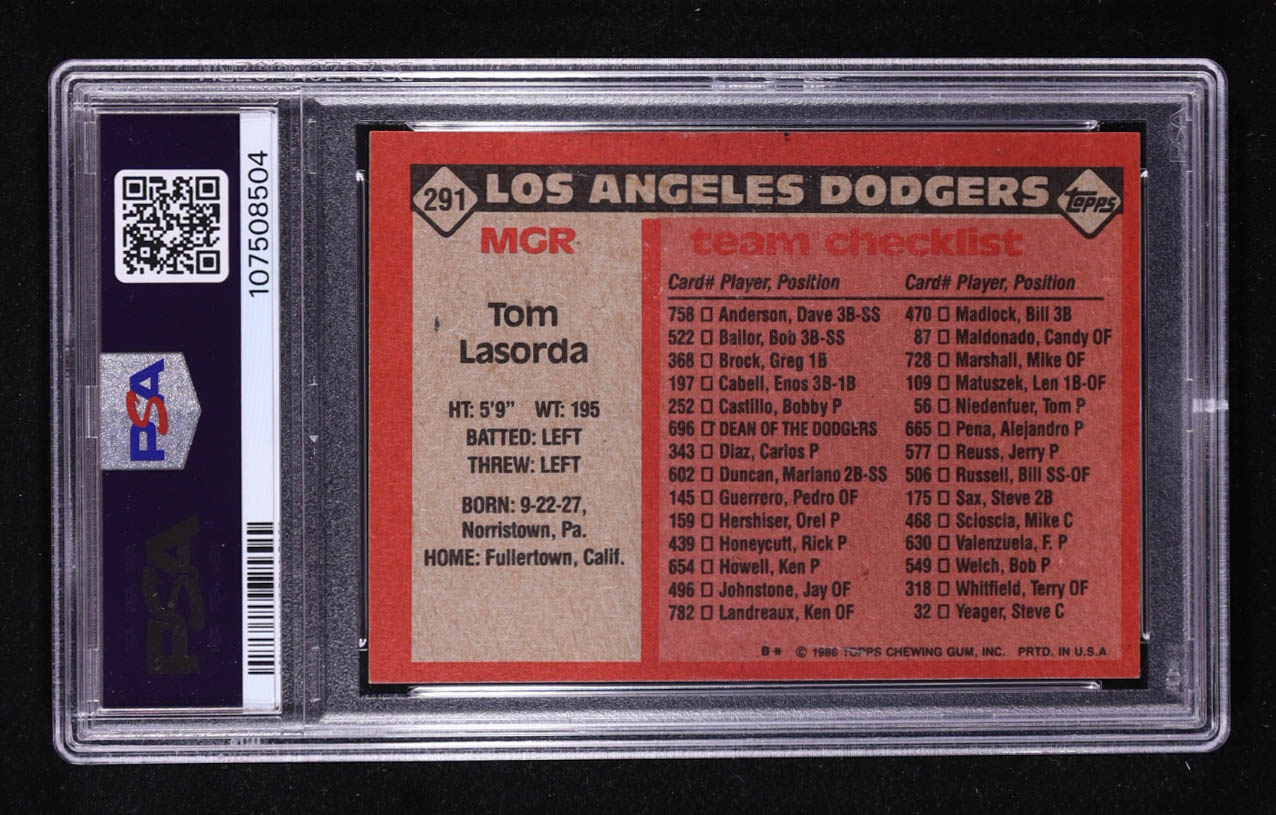 107508504
PSA
PSA
291 LOS ANGELES DODGERS topps
MGR
Tom
Lasorda
HT: 5'9" WT: 195
BATTED: LEFT
THREW: LEFT
BORN: 9-22-27,
Norristown, Pa.
HOME: Fullertown, Calif.
team checklist
Card# Player, Position
758 ☐ Anderson, Dave 3B-SS
522 ☐ Bailor, Bob 3B-SS
368 ☐ Brock, Greg 1B
197 ☐ Cabell, Enos 3B-1B
252 ☐ Castillo, Bobby P
696 ☐ DEAN OF THE DODGERS
343 ☐ Diaz, Carlos P
602 ☐ Duncan, Mariano 2B-SS
145 ☐ Guerrero, Pedro OF
159 ☐ Hershiser, Orel P
439 ☐ Honeycutt, Rick P
654 ☐ Howell, Ken P
496 ☐ Johnstone, Jay OF
782 ☐ Landreaux, Ken OF
Card# Player, Position
470 ☐ Madlock, Bill 3B
87 ☐ Maldonado, Candy OF
728 ☐ Marshall, Mike OF
109 ☐ Matuszek, Len 1B-OF
56 ☐ Niedenfuer, Tom P
665 ☐ Pena, Alejandro P
577 ☐ Reuss, Jerry P
506 ☐ Russell, Bill SS-OF
175 ☐ Sax, Steve 2B
468 ☐ Scioscia, Mike C
630 ☐ Valenzuela, F. P
549 ☐ Welch, Bob P
318 ☐ Whitfield, Terry OF
32 ☐ Yeager, Steve C
B* © 1986 TOPPS CHEWING GUM, INC. PRTD. IN U.S.A.